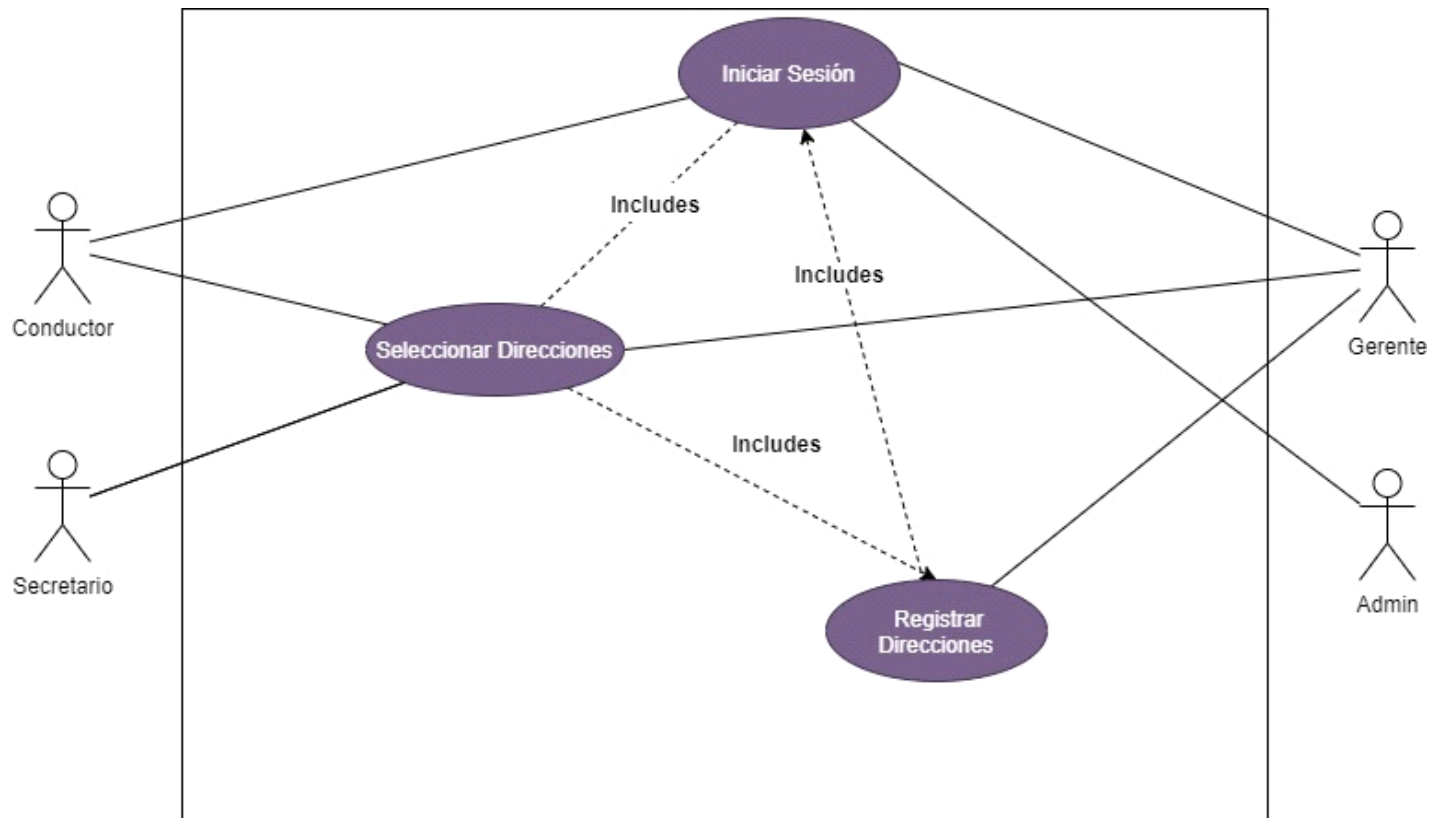 Iniciar Sesión
Includes
Includes
Conductor
Seleccionar Direcciones
Gerente
Includes
Secretario
Admin
Registrar
Direcciones